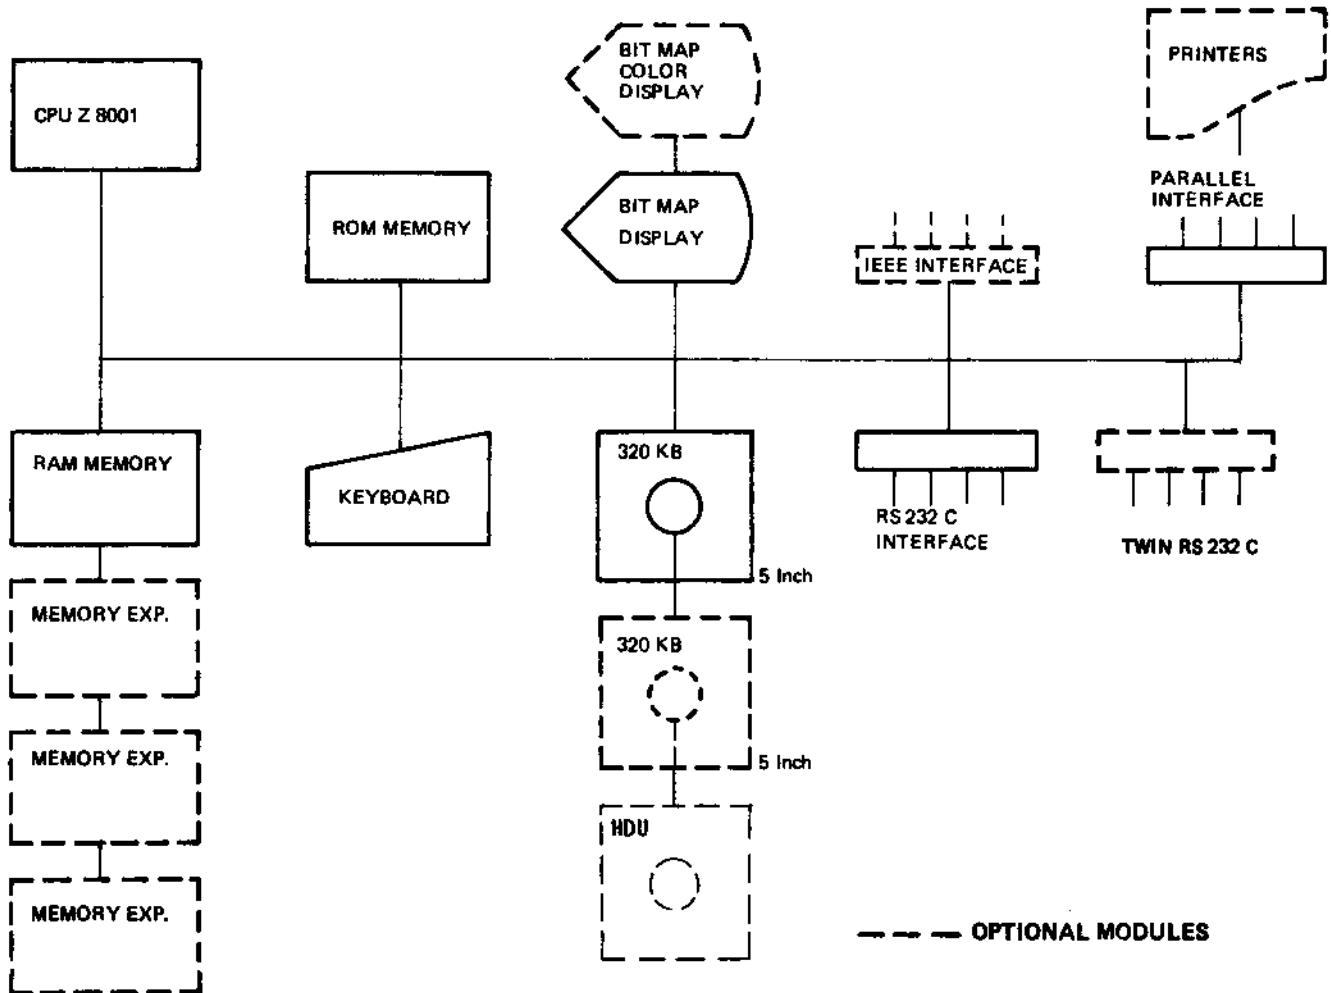 CPU Z 8001
BIT MAP
COLOR
DISPLAY
PRINTERS
ROM MEMORY
BIT MAP
DISPLAY
IEEE INTERFACE
PARALLEL
INTERFACE
RAM MEMORY
KEYBOARD
320 KB
5 Inch
RS 232 C
INTERFACE
TWIN RS 232 C
MEMORY EXP.
320 KB
5 Inch
MEMORY EXP.
HDU
MEMORY EXP.
OPTIONAL MODULES